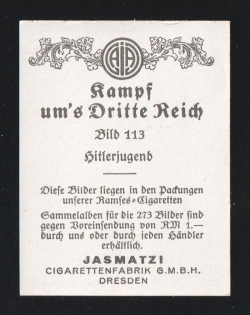 AJA
Kampf
um's Dritte Reich
Bild 113
Hitlerjugend
Diese Bilder liegen in den Packungen
unserer Ramses-Cigaretten
Sammelalben für die 273 Bilder sind
gegen Voreinsendung von RM 1.—
durch uns oder durch jeden Händler
erhältlich.
JASMATZI
CIGARETTENFABRIK G.M.B.H.
DRESDEN